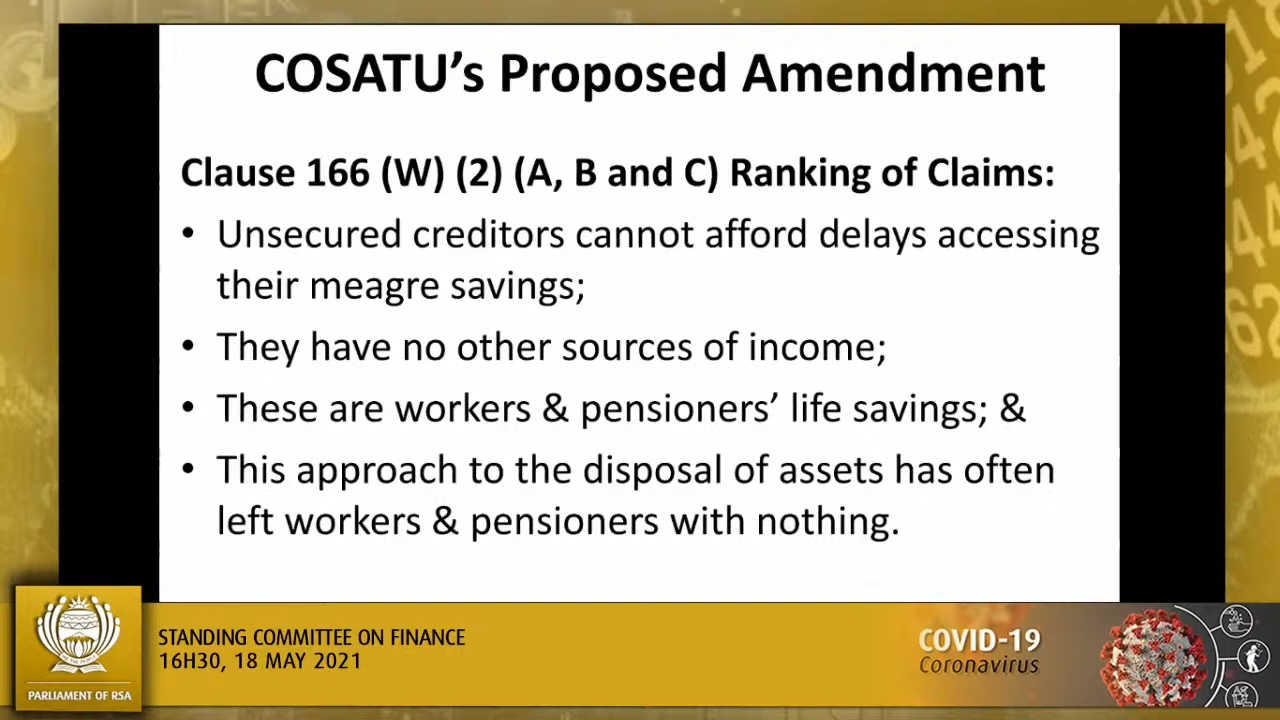 COSATU’s Proposed Amendment
Clause 166 (W) (2) (A, B and C) Ranking of Claims:
• Unsecured creditors cannot afford delays accessing
their meagre savings;
• They have no other sources of income;
• These are workers & pensioners’ life savings; &
• This approach to the disposal of assets has often
left workers & pensioners with nothing.
PARLIAMENT OF RSA
STANDING COMMITTEE ON FINANCE
16H30, 18 MAY 2021
COVID-19
Coronavirus